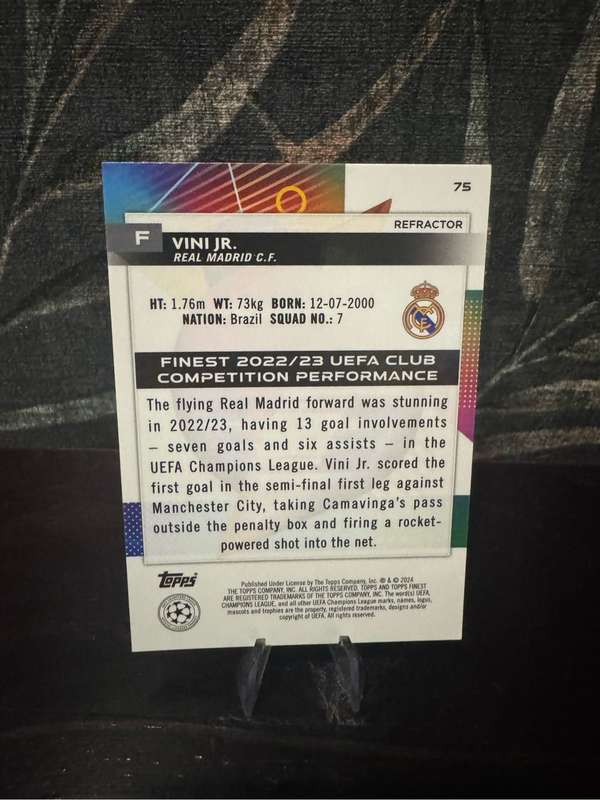 75
REFRACTOR
F
VINI JR.
REAL MADRID C.F.
HT: 1.76m WT: 73kg BORN: 12-07-2000
NATION: Brazil SQUAD NO.: 7
FINEST 2022/23 UEFA CLUB
COMPETITION PERFORMANCE
The flying Real Madrid forward was stunning
in 2022/23, having 13 goal involvements
– seven goals and six assists – in the
UEFA Champions League. Vini Jr. scored the
first goal in the semi-final first leg against
Manchester City, taking Camavinga's pass
outside the penalty box and firing a rocket-
powered shot into the net.
Topps
Published Under License by The Topps Company, Inc. ® & © 2024
THE TOPPS COMPANY, INC. ALL RIGHTS RESERVED. TOPPS AND TOPPS FINEST
ARE REGISTERED TRADEMARKS OF THE TOPPS COMPANY, INC. The word(s) UEFA,
CHAMPIONS LEAGUE, and all other UEFA Champions League marks, names, logos,
mascots and trophies are the property, registered trademarks, designs and/or
copyright of UEFA. All rights reserved.